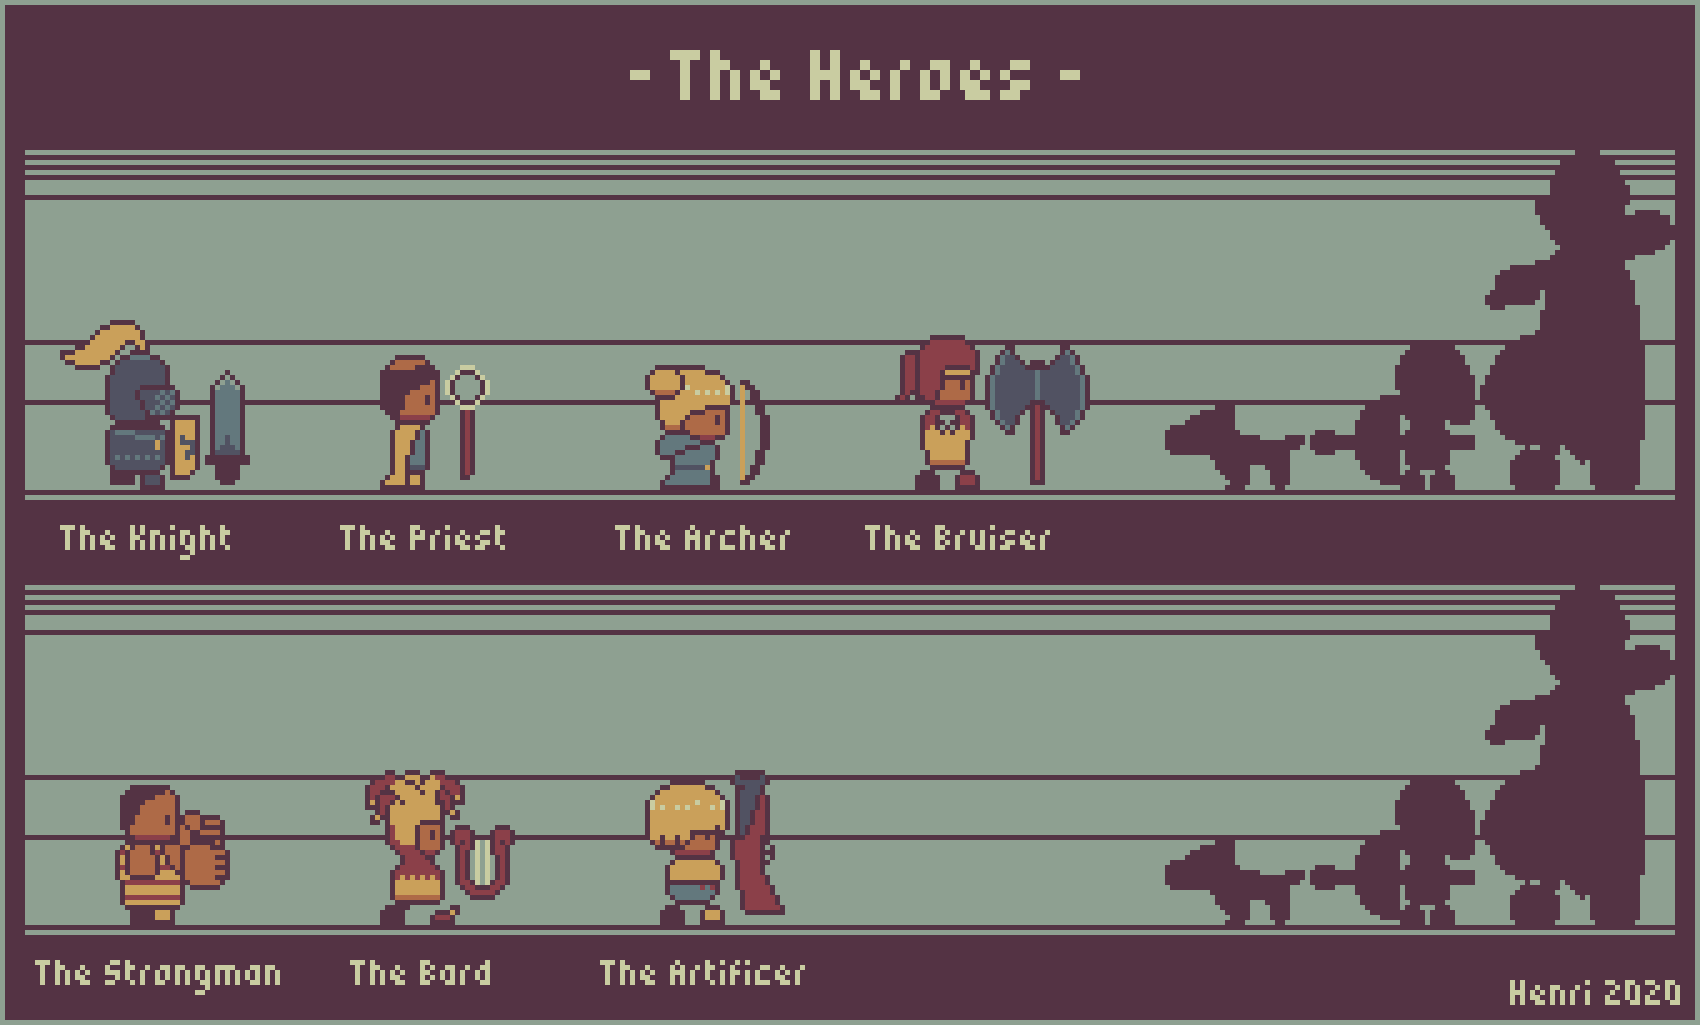 - The Heroes -
The Knight
The Priest
The Archer
The Bruiser
The Strongman
The Bard
The Artificer
Henri 2020